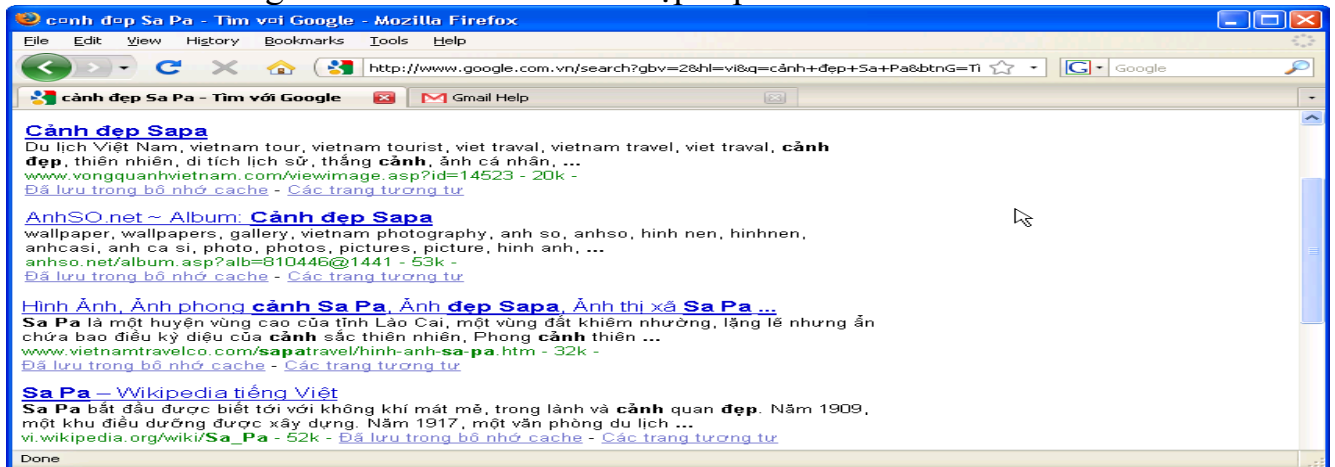 c¤nh đ¤p Sa Pa - Tìm v¤i Google - Mozilla Firefox
File Edit View History Bookmarks Tools Help
http://www.google.com.vn/search?gbv=2&hl=vi&q=cảnh+đẹp+Sa+Pa&btnG=Tì
Google
cảnh đẹp Sa Pa - Tìm với Google
Gmail Help
Cảnh đẹp Sapa
Du lịch Việt Nam, vietnam tour, vietnam tourist, viet traval, vietnam travel, viet traval, cảnh
đẹp, thiên nhiên, di tích lịch sử, thắng cảnh, ảnh cá nhân, ...
www.vongquanhvietnam.com/viewimage.asp?id=14523 - 20k -
Đã lưu trong bộ nhớ cache - Các trang tương tự
AnhSO.net ~ Album: Cảnh đẹp Sapa
wallpaper, wallpapers, gallery, vietnam photography, anh so, anhso, hinh nen, hinhnen,
anhcasi, anh ca si, photo, photos, pictures, picture, hinh anh, ...
anhso.net/album.asp?alb=810446@1441 - 53k -
Đã lưu trong bộ nhớ cache - Các trang tương tự
Hình Ảnh, Ảnh phong cảnh Sa Pa, Ảnh đẹp Sapa, Ảnh thị xã Sa Pa ...
Sa Pa là một huyện vùng cao của tỉnh Lào Cai, một vùng đất khiêm nhường, lặng lẽ nhưng ẩn
chứa bao điều kỳ diệu của cảnh sắc thiên nhiên, Phong cảnh thiên ...
www.vietnamtravelco.com/sapatravel/hinh-anh-sa-pa.htm - 32k -
Đã lưu trong bộ nhớ cache - Các trang tương tự
Sa Pa – Wikipedia tiếng Việt
Sa Pa bắt đầu được biết tới với không khí mát mẻ, trong lành và cảnh quan đẹp. Năm 1909,
một khu điều dưỡng được xây dựng. Năm 1917, một văn phòng du lịch ...
vi.wikipedia.org/wiki/Sa_Pa - 52k - Đã lưu trong bộ nhớ cache - Các trang tương tự
Done